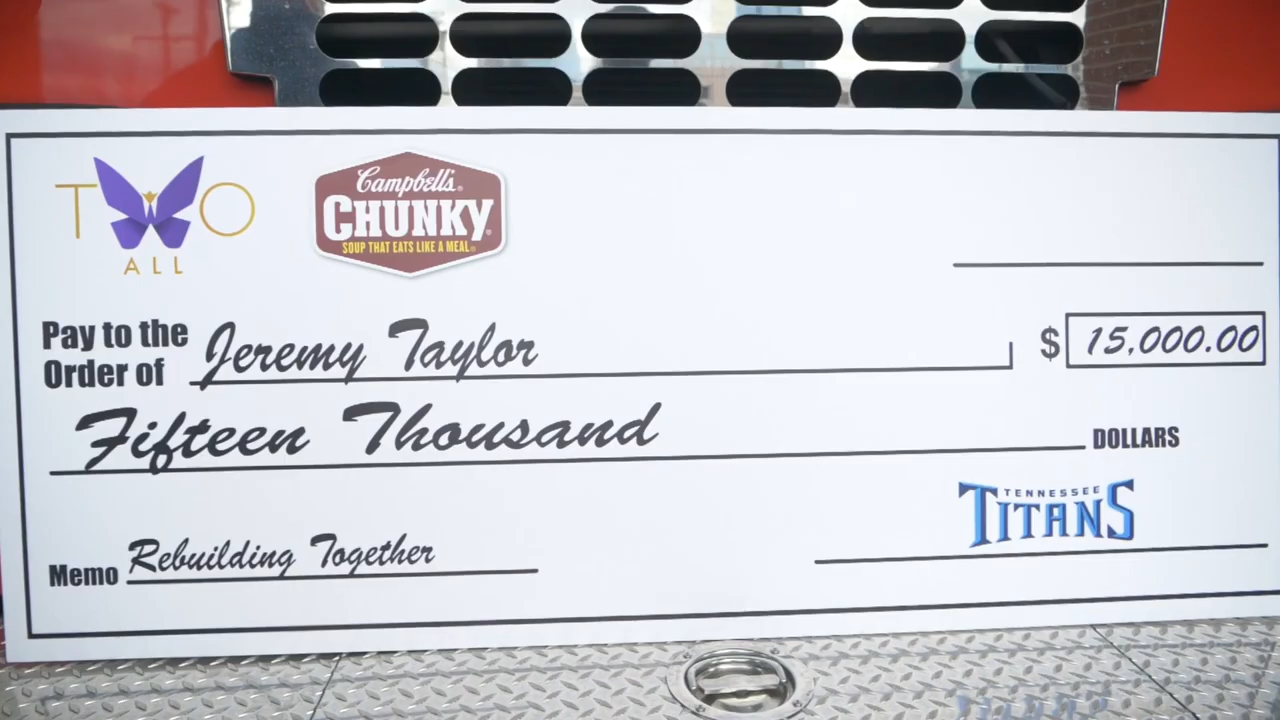 TWO
ALL
Campbell's®
CHUNKY®
SOUP THAT EATS LIKE A MEAL®
Pay to the
Order of Jeremy Taylor $ 15,000.00
Fifteen Thousand DOLLARS
TENNESSEE
TITANS
Memo Rebuilding Together